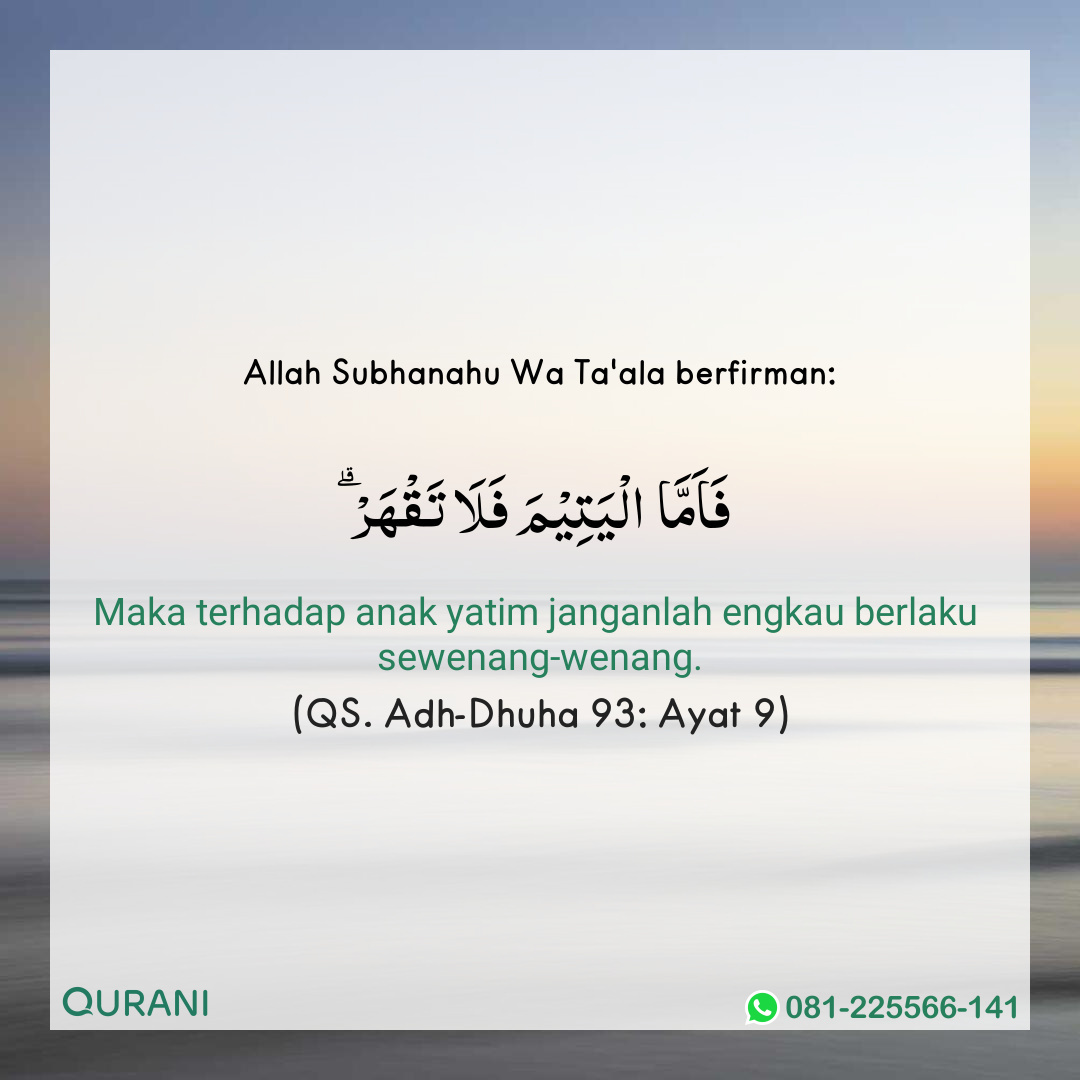 Allah Subhanahu Wa Ta'ala berfirman:
فَاَمَّا الْيَتِيْمَ فَلَا تَقْهَرْۗ
Maka terhadap anak yatim janganlah engkau berlaku
sewenang-wenang.
(QS. Adh-Dhuha 93: Ayat 9)
QURANI
081-225566-141